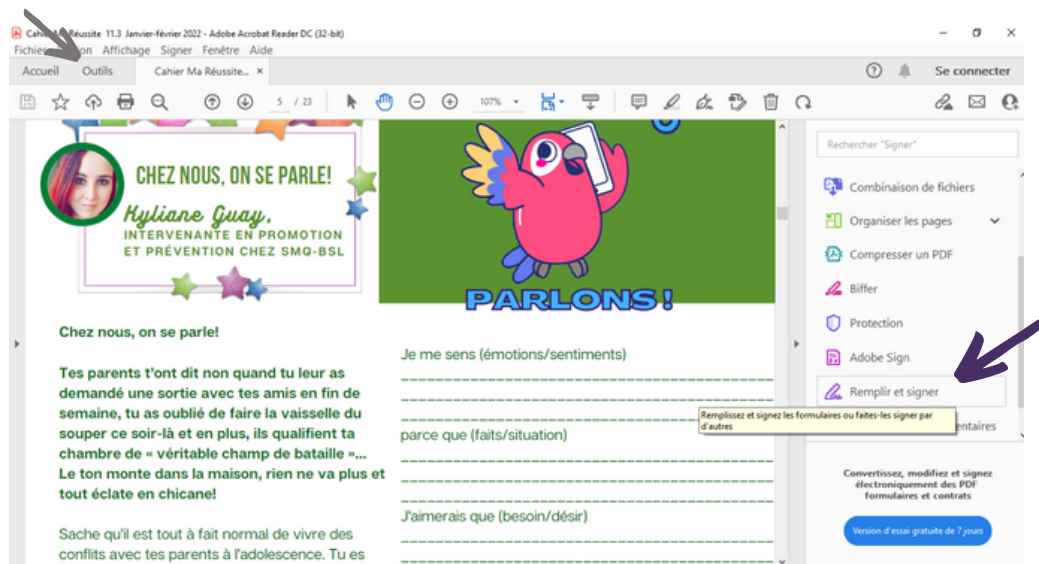 Cahier Ma Réussite 11.3 Janvier-février 2022 - Adobe Acrobat Reader DC (32-bit)
Fichier Affichage Signer Fenêtre Aide
Accueil Outils Cahier Ma Réussite... × Se connecter
5 / 23 107%
CHEZ NOUS, ON SE PARLE!
Kyliane Guay,
INTERVENANTE EN PROMOTION
ET PRÉVENTION CHEZ SMQ-BSL
PARLONS!
Chez nous, on se parle!
Tes parents t'ont dit non quand tu leur as
demandé une sortie avec tes amis en fin de
semaine, tu as oublié de faire la vaisselle du
souper ce soir-là et en plus, ils qualifient ta
chambre de « véritable champ de bataille »...
Le ton monte dans la maison, rien ne va plus et
tout éclate en chicane!
Sache qu'il est tout à fait normal de vivre des
conflits avec tes parents à l'adolescence. Tu es
Je me sens (émotions/sentiments)
parce que (faits/situation)
J'aimerais que (besoin/désir)
Rechercher "Signer"
Combinaison de fichiers
Organiser les pages
Compresser un PDF
Biffer
Protection
Adobe Sign
Remplir et signer
Remplissez et signez les formulaires ou faites-les signer par
d'autres
entaires
Convertissez, modifiez et signez
électroniquement des PDF
formulaires et contrats
Version d'essai gratuite de 7 jours